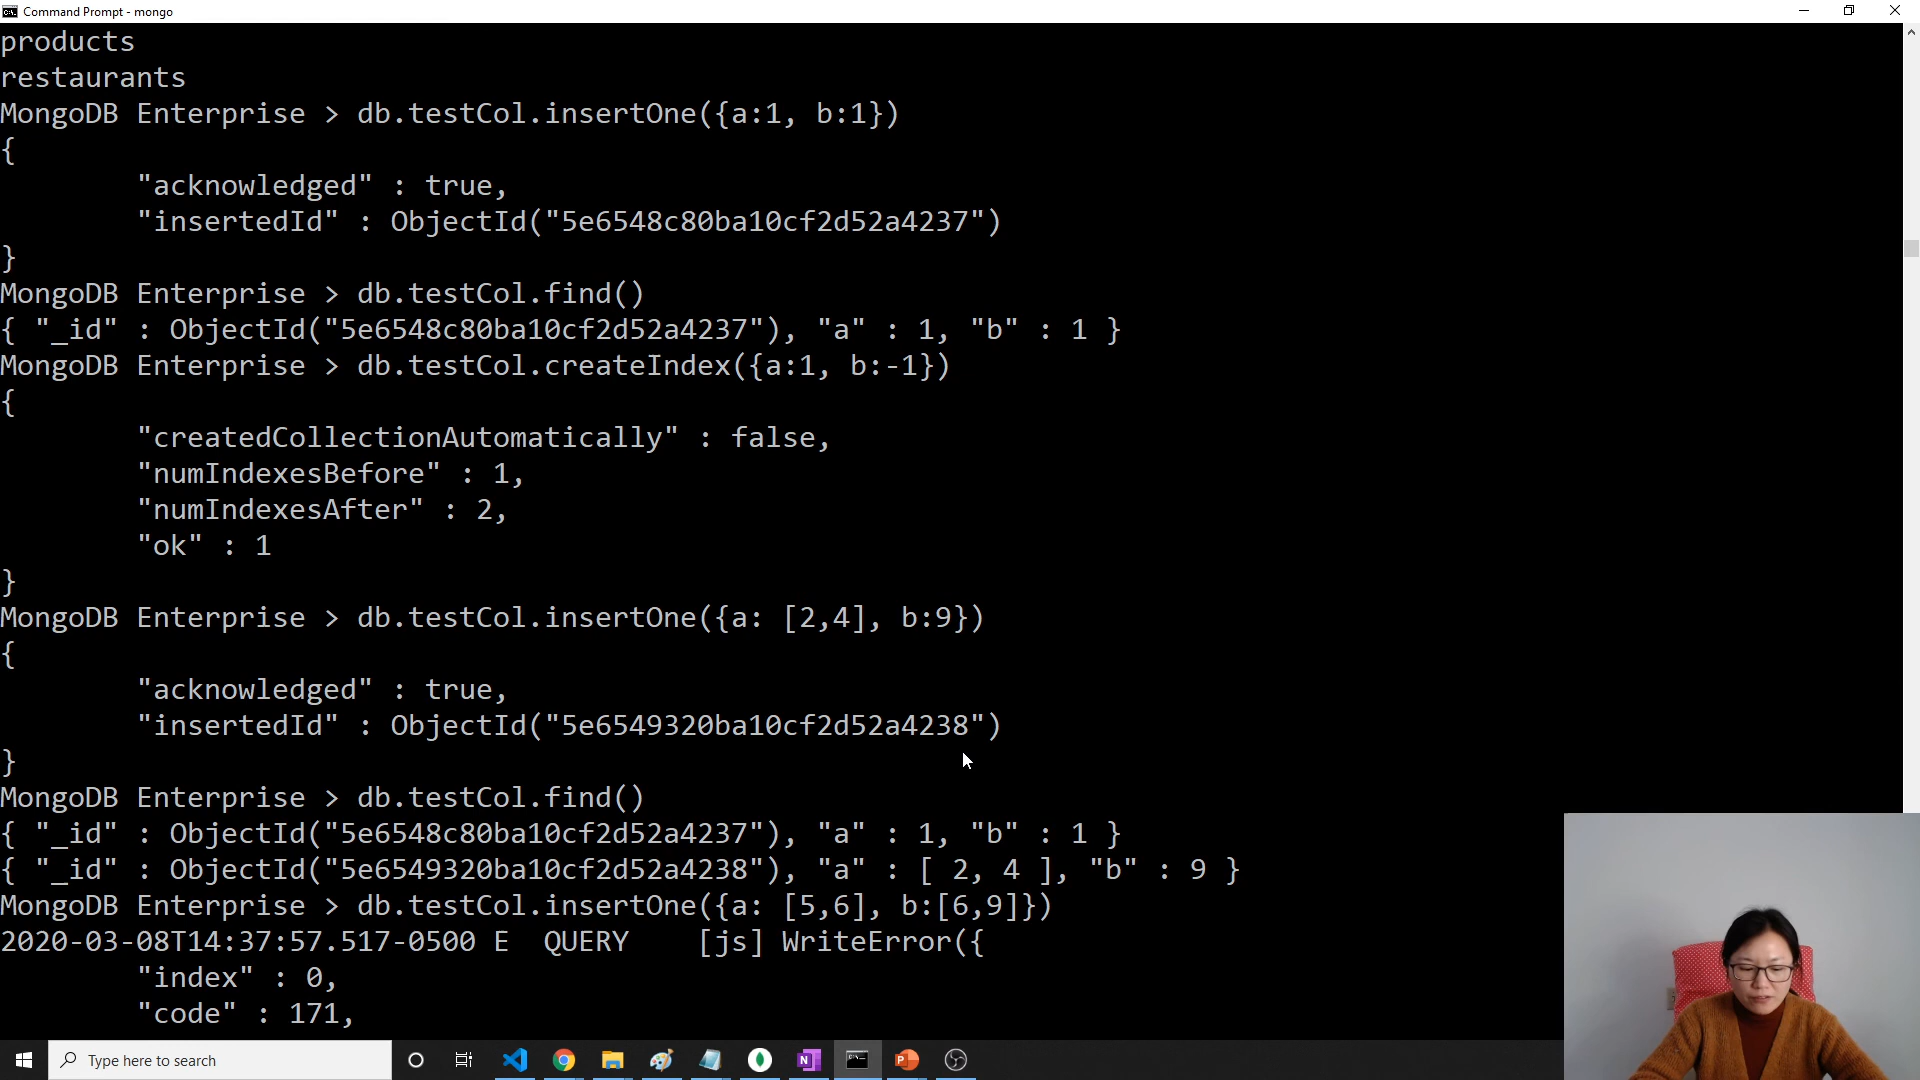 Command Prompt - mongo
products
restaurants
MongoDB Enterprise > db.testCol.insertOne({a:1, b:1})
{
"acknowledged" : true,
"insertedId" : ObjectId("5e6548c80ba10cf2d52a4237")
}
MongoDB Enterprise > db.testCol.find()
{ "_id" : ObjectId("5e6548c80ba10cf2d52a4237"), "a" : 1, "b" : 1 }
MongoDB Enterprise > db.testCol.createIndex({a:1, b:-1})
{
"createdCollectionAutomatically" : false,
"numIndexesBefore" : 1,
"numIndexesAfter" : 2,
"ok" : 1
}
MongoDB Enterprise > db.testCol.insertOne({a: [2,4], b:9})
{
"acknowledged" : true,
"insertedId" : ObjectId("5e6549320ba10cf2d52a4238")
}
MongoDB Enterprise > db.testCol.find()
{ "_id" : ObjectId("5e6548c80ba10cf2d52a4237"), "a" : 1, "b" : 1 }
{ "_id" : ObjectId("5e6549320ba10cf2d52a4238"), "a" : [ 2, 4 ], "b" : 9 }
MongoDB Enterprise > db.testCol.insertOne({a: [5,6], b:[6,9]})
2020-03-08T14:37:57.517-0500 E  QUERY    [js] WriteError({
"index" : 0,
"code" : 171,
Type here to search